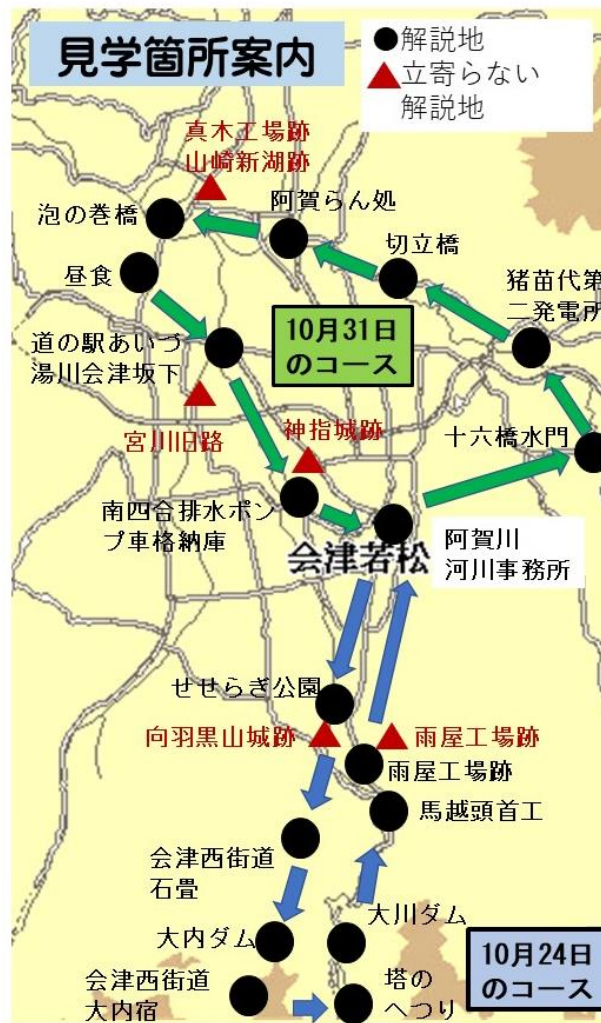 見学箇所案内
●解説地
▲立寄らない
解説地
真木工場跡
山崎新湖跡
泡の巻橋
阿賀らん処
切立橋
昼食
猪苗代第
二発電所
10月31日
のコース
道の駅あいづ
湯川会津坂下
宮川旧路
神指城跡
十六橋水門
南四合排水ポン
プ車格納庫
会津若松
阿賀川
河川事務所
せせらぎ公園
向羽黒山城跡
雨屋工場跡
雨屋工場跡
馬越頭首工
会津西街道
石畳
大内ダム
大川ダム
会津西街道
大内宿
塔の
へつり
10月24日
のコース